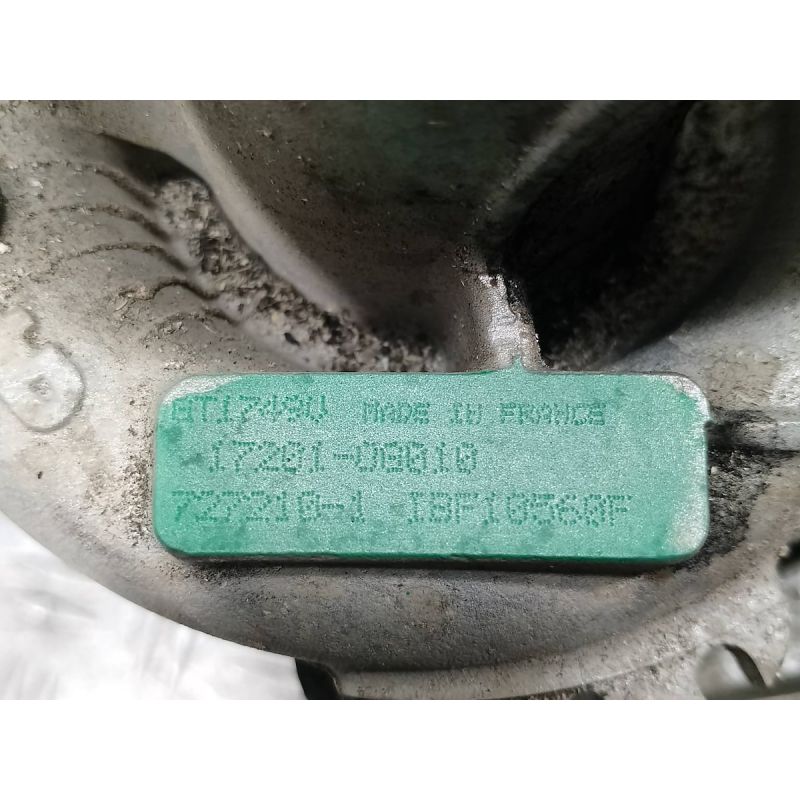 GT1749V MADE IN FRANCE
17201-0G010
727210-1 IBF10560F